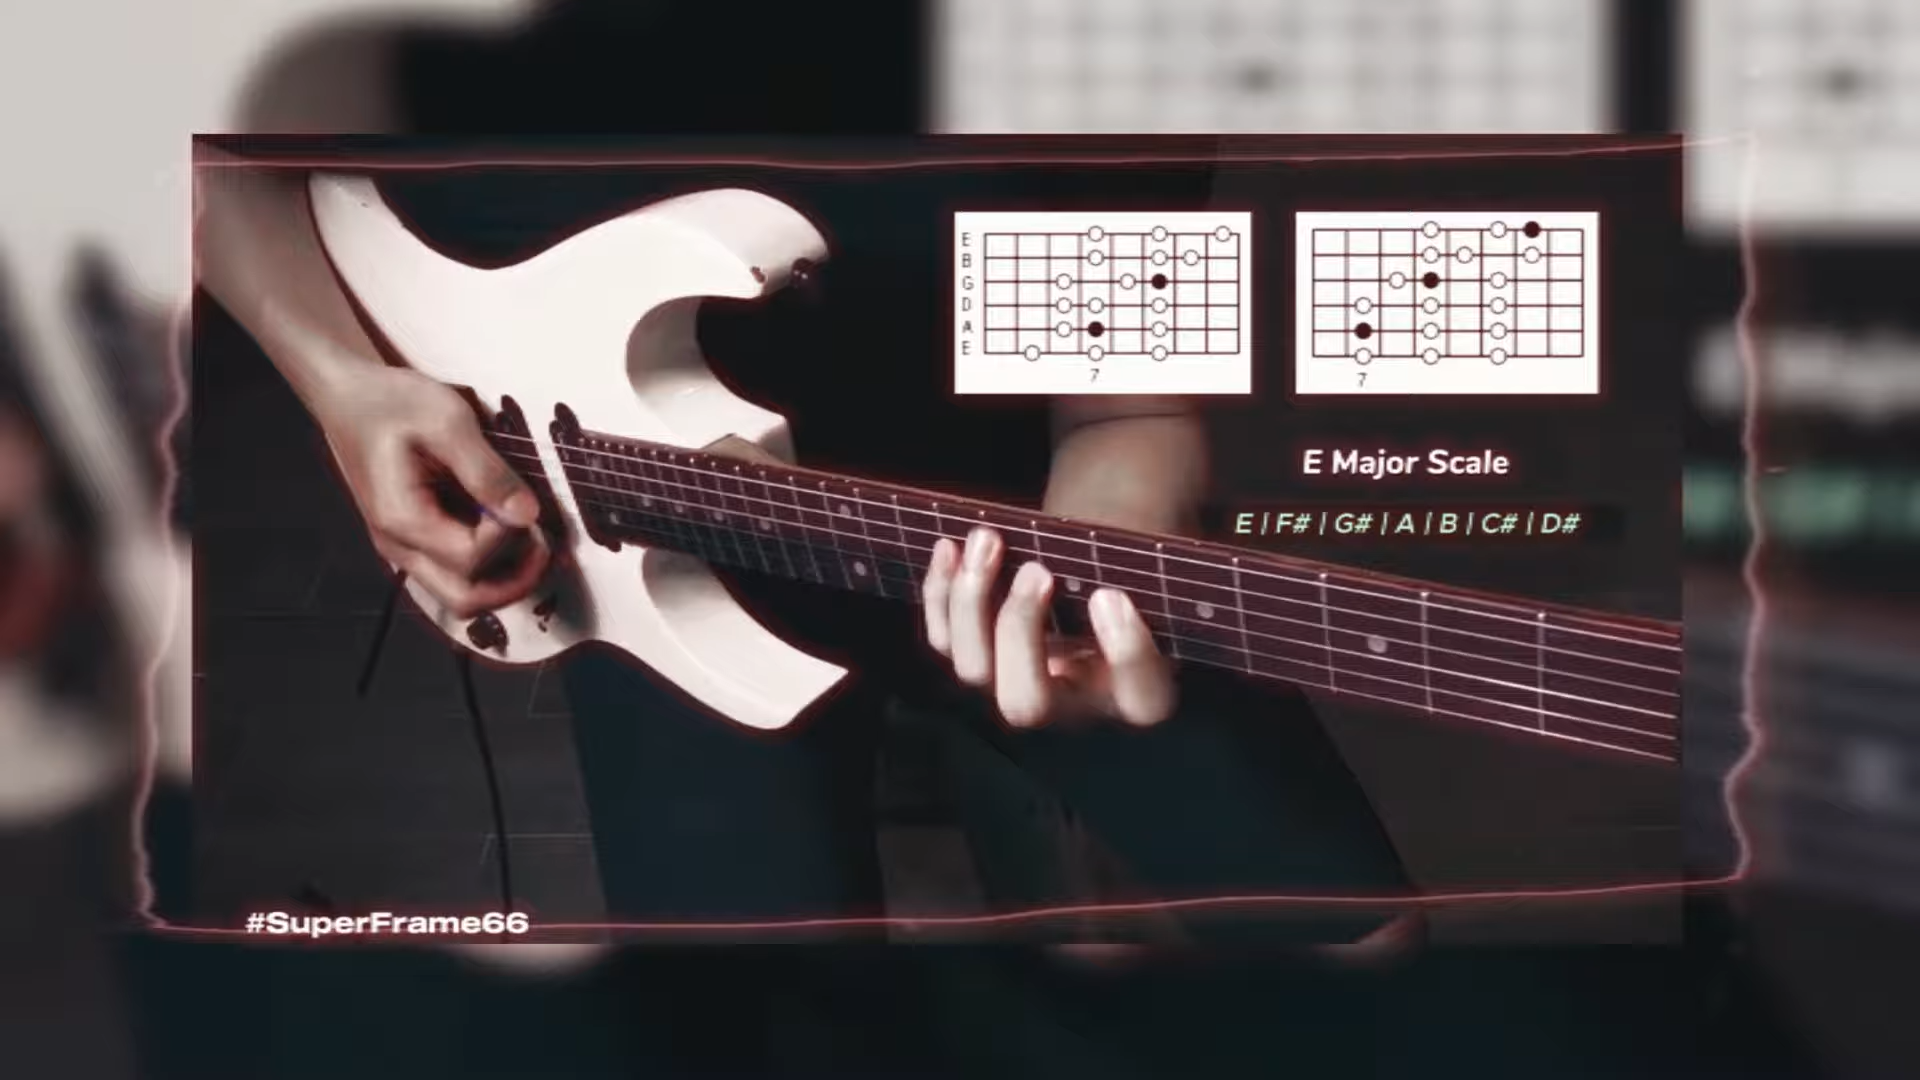 E
B
G
D
A
E
7
7
E Major Scale
E | F# | G# | A | B | C# | D#
#SuperFrame66